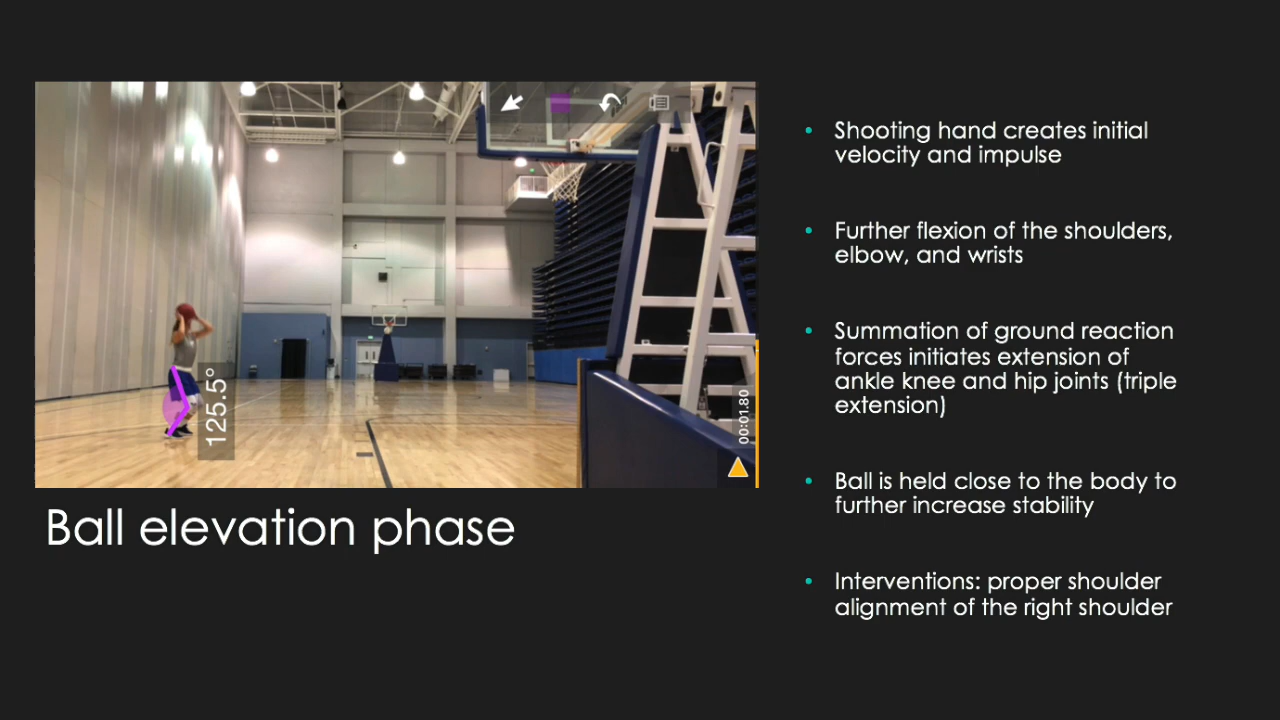 125.5°
00:01.80
Ball elevation phase
• Shooting hand creates initial
velocity and impulse
• Further flexion of the shoulders,
elbow, and wrists
• Summation of ground reaction
forces initiates extension of
ankle knee and hip joints (triple
extension)
• Ball is held close to the body to
further increase stability
• Interventions: proper shoulder
alignment of the right shoulder